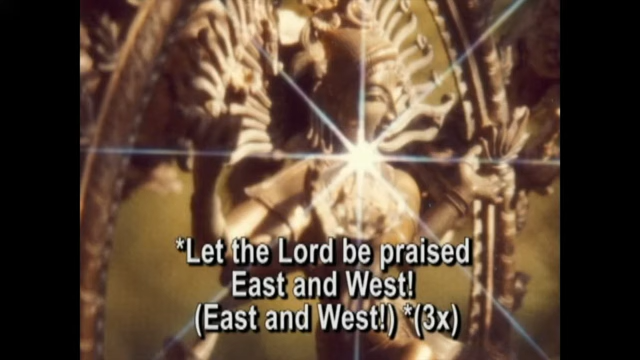 *Let the Lord be praised
East and West!
(East and West!) *(3x)